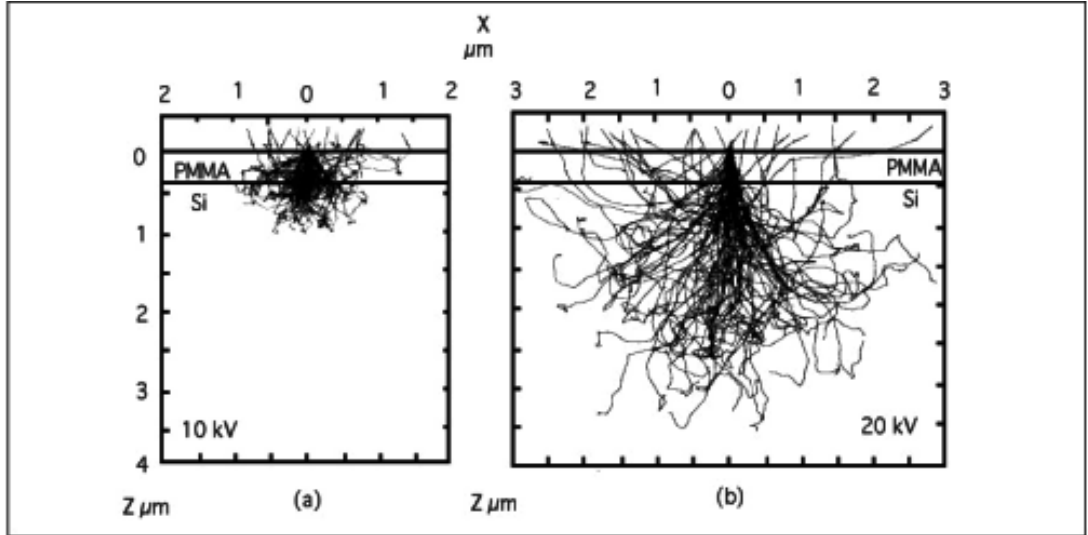 X
μm
2 1 0 1 2
3 2 1 0 1 2 3
0
PMMA
Si
1
2
3
10 kV
4
Z μm
(a)
PMMA
Si
20 kV
Z μm
(b)